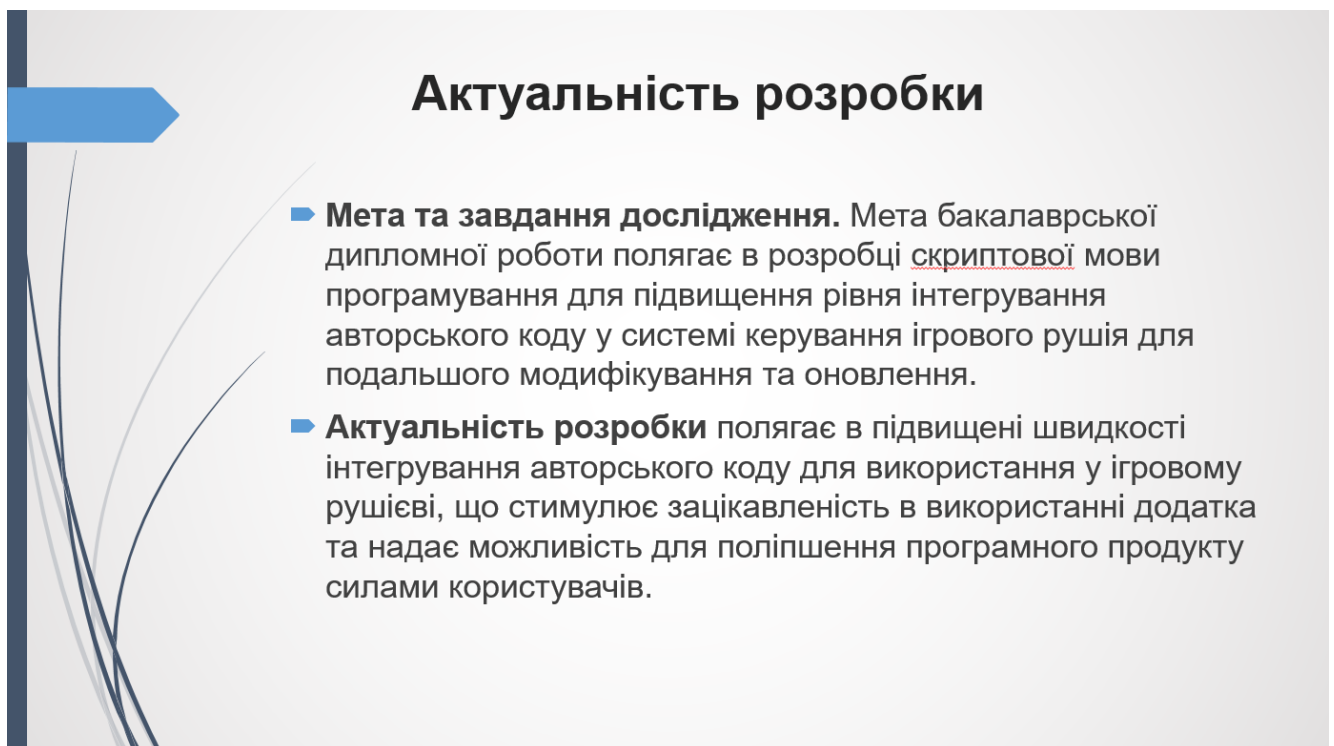 Актуальність розробки
Мета та завдання дослідження. Мета бакалаврської
дипломної роботи полягає в розробці скриптової мови
програмування для підвищення рівня інтегрування
авторського коду у системі керування ігрового рушія для
подальшого модифікування та оновлення.
Актуальність розробки полягає в підвищені швидкості
інтегрування авторського коду для використання у ігровому
рушієві, що стимулює зацікавленість в використанні додатка
та надає можливість для поліпшення програмного продукту
силами користувачів.